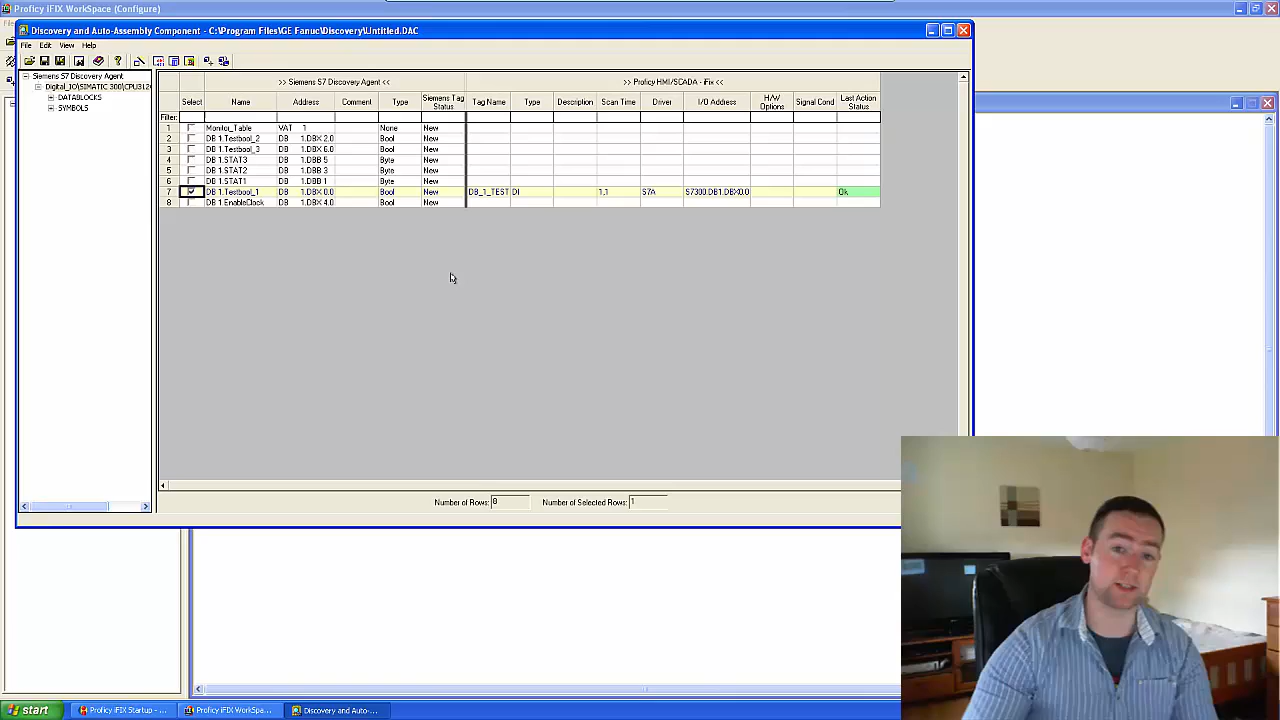 Proficy iFIX WorkSpace (Configure)
Discovery and Auto-Assembly Component - C:\Program Files\GE Fanuc\Discovery\Untitled.DAC
File Edit View Help
Siemens S7 Discovery Agent
Digital_IO\SIMATIC 300\CPU312
DATABLOCKS
SYMBOLS
>> Siemens S7 Discovery Agent << >> Proficy HMI/SCADA - iFix <<
Select Name Address Comment Type Siemens Tag Status Tag Name Type Description Scan Time Driver I/O Address H/W Options Signal Cond Last Action Status
Filter:
1 Monitor_Table VAT 1 None New
2 DB 1.Testbool_2 DB 1.DBX 2.0 Bool New
3 DB 1.Testbool_3 DB 1.DBX 6.0 Bool New
4 DB 1.STAT3 DB 1.DBB 5 Byte New
5 DB 1.STAT2 DB 1.DBB 3 Byte New
6 DB 1.STAT1 DB 1.DBB 1 Byte New
7 DB 1.Testbool_1 DB 1.DBX 0.0 Bool New DB_1_TEST DI 1,1 S7A S7300.DB1.DBX0.0 Ok
8 DB 1.EnableClock DB 1.DBX 4.0 Bool New
Number of Rows: 8 Number of Selected Rows: 1
start Proficy iFIX Startup - ... Proficy iFIX WorkSpa... Discovery and Auto-...